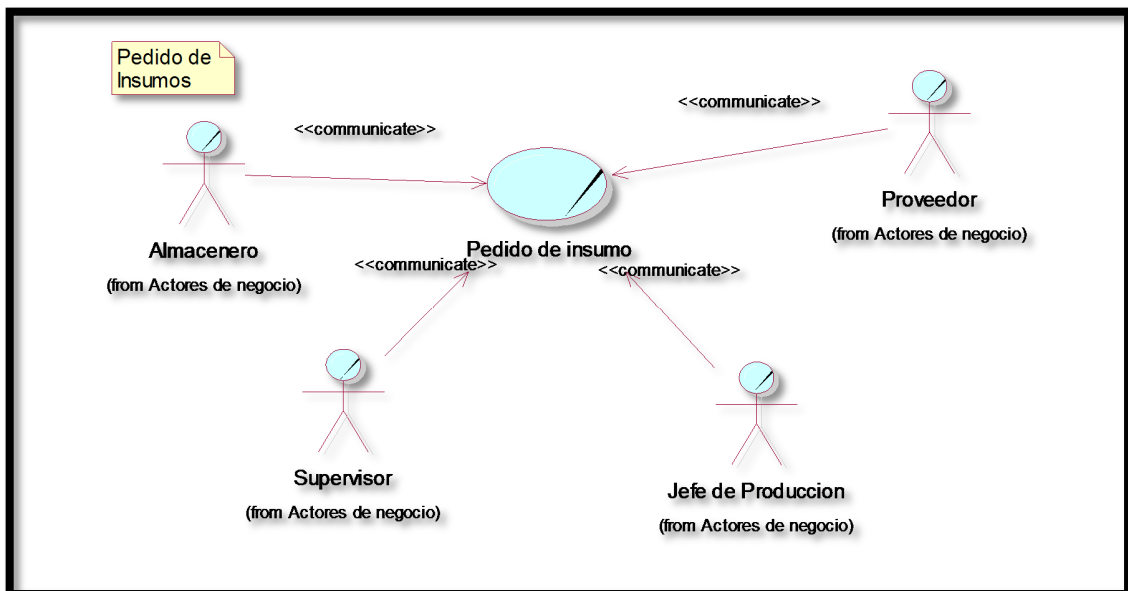 Pedido de
Insumos
<<communicate>>
<<communicate>>
Proveedor
(from Actores de negocio)
Almacenero
(from Actores de negocio)
Pedido de insumo
<<communicate>>
<<communicate>>
Supervisor
(from Actores de negocio)
Jefe de Produccion
(from Actores de negocio)